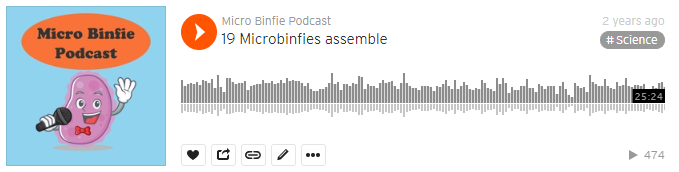 Micro Binfie
Podcast
Micro Binfie Podcast
2 years ago
19 Microbinfies assemble
# Science
25:24
474